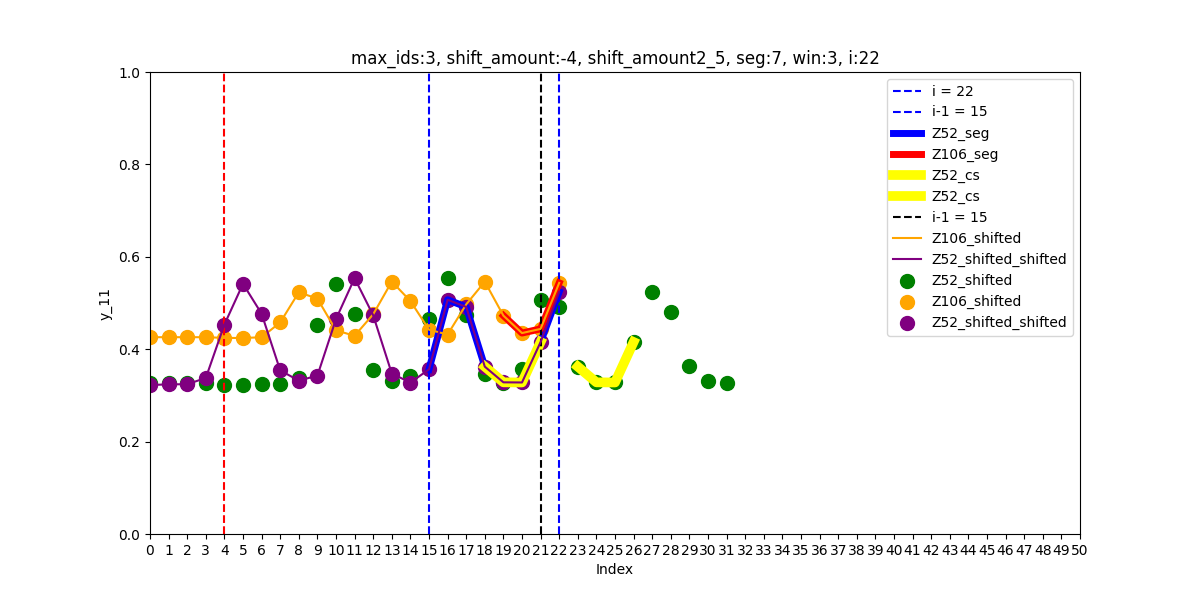 max_ids:3, shift_amount:-4, shift_amount2_5, seg:7, win:3, i:22
1.0
0.8
0.6
0.4
0.2
0.0
y_11
i = 22
i-1 = 15
Z52_seg
Z106_seg
Z52_cs
Z52_cs
i-1 = 15
Z106_shifted
Z52_shifted_shifted
Z52_shifted
Z106_shifted
Z52_shifted_shifted
0 1 2 3 4 5 6 7 8 9 10 11 12 13 14 15 16 17 18 19 20 21 22 23 24 25 26 27 28 29 30 31 32 33 34 35 36 37 38 39 40 41 42 43 44 45 46 47 48 49 50
Index